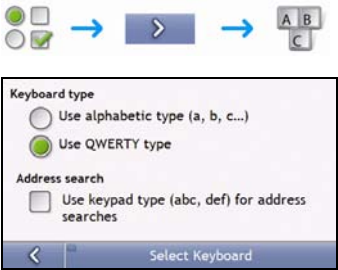 A B
C
Keyboard type
Use alphabetic type (a, b, c...)
Use QWERTY type
Address search
Use keypad type (abc, def) for address
searches
Select Keyboard